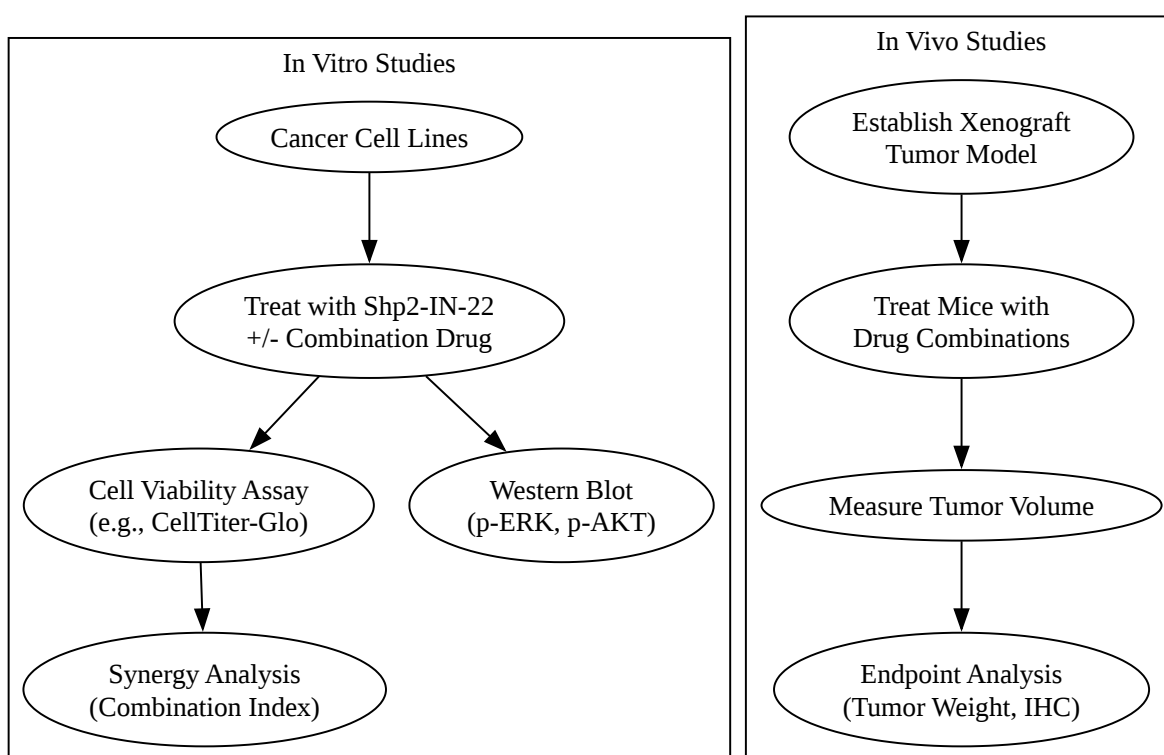 In Vitro Studies
Cancer Cell Lines
Treat with Shp2-IN-22
+/- Combination Drug
Cell Viability Assay
(e.g., CellTiter-Glo)
Western Blot
(p-ERK, p-AKT)
Synergy Analysis
(Combination Index)
In Vivo Studies
Establish Xenograft
Tumor Model
Treat Mice with
Drug Combinations
Measure Tumor Volume
Endpoint Analysis
(Tumor Weight, IHC)